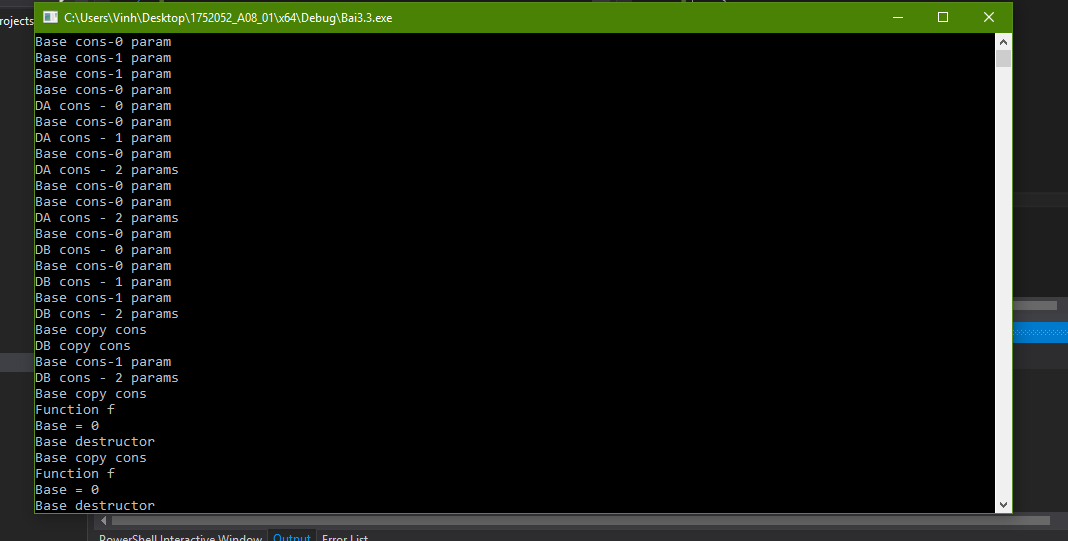 rojects
C:\Users\Vinh\Desktop\1752052_A08_01\x64\Debug\Bai3.3.exe
Base cons-0 param
Base cons-1 param
Base cons-1 param
Base cons-0 param
DA cons - 0 param
Base cons-0 param
DA cons - 1 param
Base cons-0 param
DA cons - 2 params
Base cons-0 param
Base cons-0 param
DA cons - 2 params
Base cons-0 param
DB cons - 0 param
Base cons-0 param
DB cons - 1 param
Base cons-1 param
DB cons - 2 params
Base copy cons
DB copy cons
Base cons-1 param
DB cons - 2 params
Base copy cons
Function f
Base = 0
Base destructor
Base copy cons
Function f
Base = 0
Base destructor
PowerShell Interactive Window Output Error List